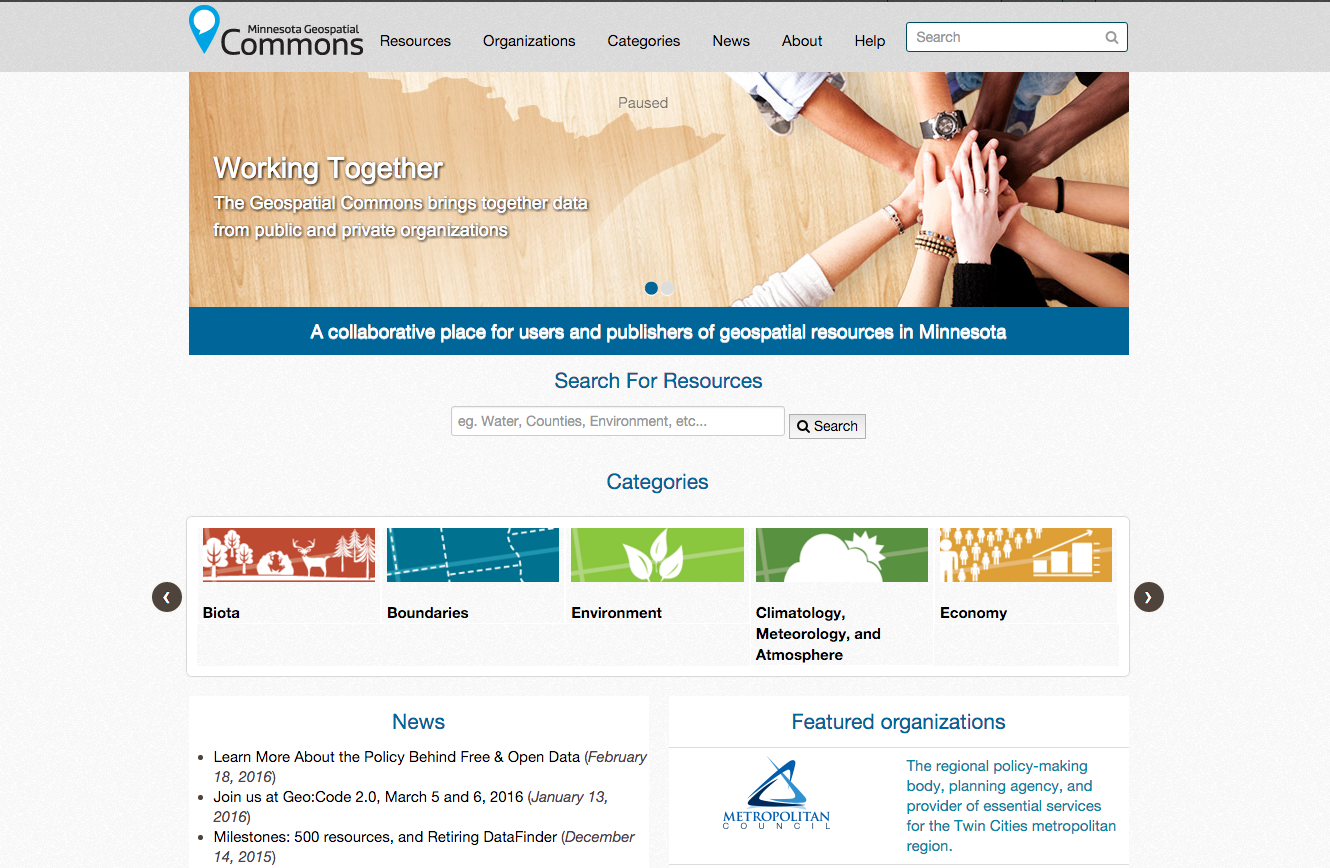 Minnesota Geospatial
Commons
Resources
Organizations
Categories
News
About
Help
Search
Paused
Working Together
The Geospatial Commons brings together data
from public and private organizations
A collaborative place for users and publishers of geospatial resources in Minnesota
Search For Resources
eg. Water, Counties, Environment, etc...
Search
Categories
Biota
Boundaries
Environment
Climatology,
Meteorology, and
Atmosphere
Economy
News
Learn More About the Policy Behind Free & Open Data (February
18, 2016)
Join us at Geo:Code 2.0, March 5 and 6, 2016 (January 13,
2016)
Milestones: 500 resources, and Retiring DataFinder (December
14, 2015)
Featured organizations
METROPOLITAN
COUNCIL
The regional policy-making
body, planning agency, and
provider of essential services
for the Twin Cities metropolitan
region.